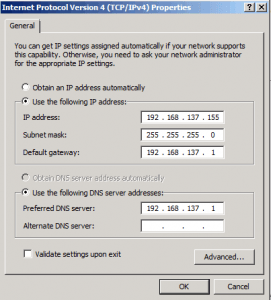 Internet Protocol Version 4 (TCP/IPv4) Properties
General
You can get IP settings assigned automatically if your network supports
this capability. Otherwise, you need to ask your network administrator
for the appropriate IP settings.
Obtain an IP address automatically
Use the following IP address:
IP address: 192 . 168 . 137 . 155
Subnet mask: 255 . 255 . 255 . 0
Default gateway: 192 . 168 . 137 . 1
Obtain DNS server address automatically
Use the following DNS server addresses:
Preferred DNS server: 192 . 168 . 137 . 1
Alternate DNS server: . . .
Validate settings upon exit
Advanced...
OK Cancel